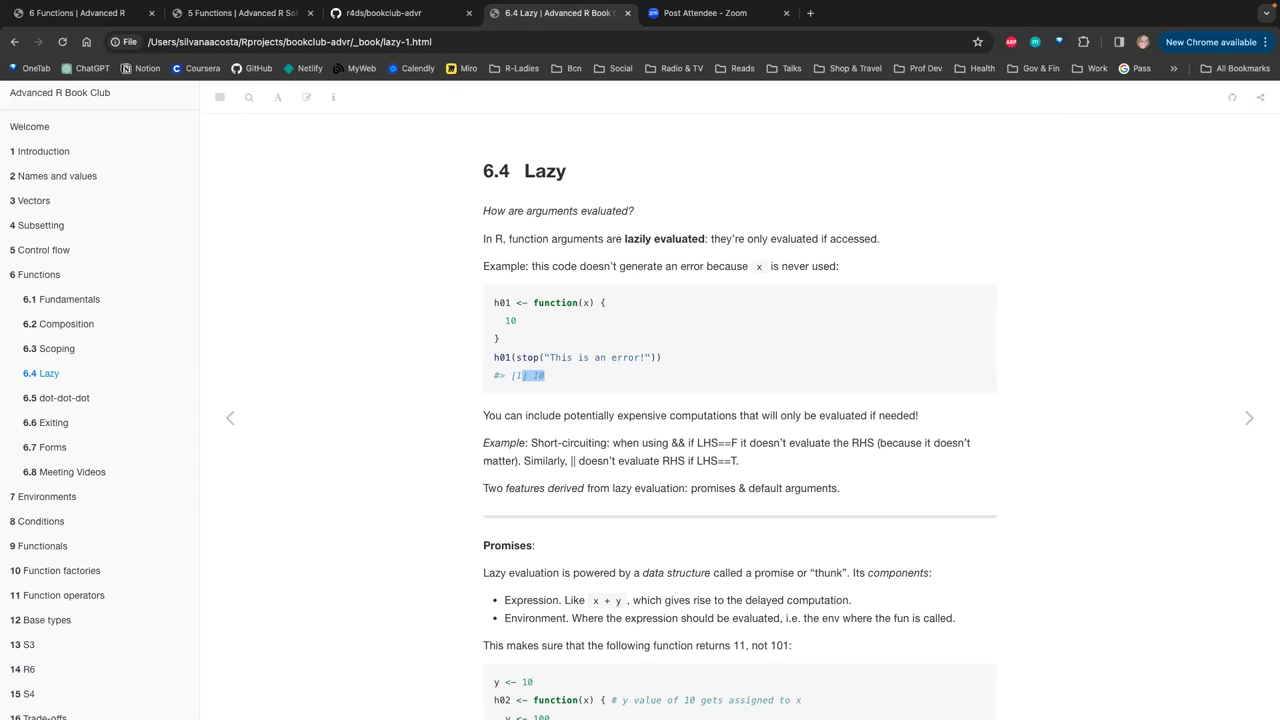 6 Functions | Advanced R Book C
5 Functions | Advanced R Sol
r4ds/bookclub-advr
6.4 Lazy | Advanced R Book C
Post Attendee - Zoom
File
/Users/silvanaacosta/Rprojects/bookclub-advr/_book/lazy-1.html
New Chrome available
OneTab
ChatGPT
Notion
Coursera
GitHub
Netlify
MyWeb
Calendly
Miro
R-Ladies
Bcn
Social
Radio & TV
Reads
Talks
Shop & Travel
Prof Dev
Health
Gov & Fin
Work
Pass
»
All Bookmarks
Advanced R Book Club
Welcome
1 Introduction
2 Names and values
3 Vectors
4 Subsetting
5 Control flow
6 Functions
6.1 Fundamentals
6.2 Composition
6.3 Scoping
6.4 Lazy
6.5 dot-dot-dot
6.6 Exiting
6.7 Forms
6.8 Meeting Videos
7 Environments
8 Conditions
9 Functionals
10 Function factories
11 Function operators
12 Base types
13 S3
14 R6
15 S4
16 Trade-offs
6.4 Lazy
How are arguments evaluated?
In R, function arguments are lazily evaluated: they're only evaluated if accessed.
Example: this code doesn't generate an error because x is never used:
h01 <- function(x) {
10
}
h01(stop("This is an error!"))
#> [1] 10
You can include potentially expensive computations that will only be evaluated if needed!
Example: Short-circuiting: when using && if LHS==F it doesn't evaluate the RHS (because it doesn't
matter). Similarly, || doesn't evaluate RHS if LHS==T.
Two features derived from lazy evaluation: promises & default arguments.
Promises:
Lazy evaluation is powered by a data structure called a promise or “thunk”. Its components:
• Expression. Like x + y, which gives rise to the delayed computation.
• Environment. Where the expression should be evaluated, i.e. the env where the fun is called.
This makes sure that the following function returns 11, not 101:
y <- 10
h02 <- function(x) { # y value of 10 gets assigned to x
y <- 100